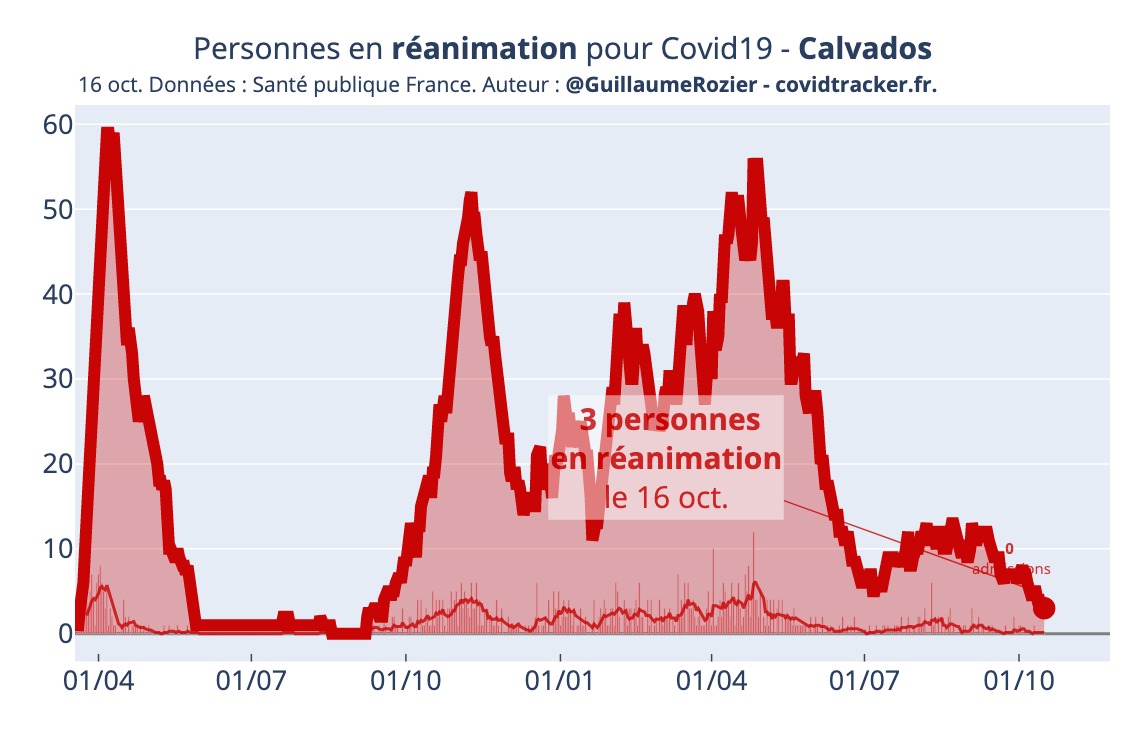 Personnes en réanimation pour Covid19 - Calvados
16 oct. Données : Santé publique France. Auteur : @GuillaumeRozier - covidtracker.fr.
60
50
40
30
20
10
0
3 personnes
en réanimation
le 16 oct.
0
admissions
01/04
01/07
01/10
01/01
01/04
01/07
01/10